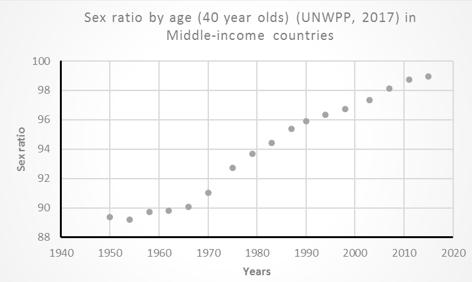 Sex ratio by age (40 year olds) (UNWPP, 2017) in
Middle-income countries
100
98
96
94
92
90
88
Sex ratio
1940 1950 1960 1970 1980 1990 2000 2010 2020
Years